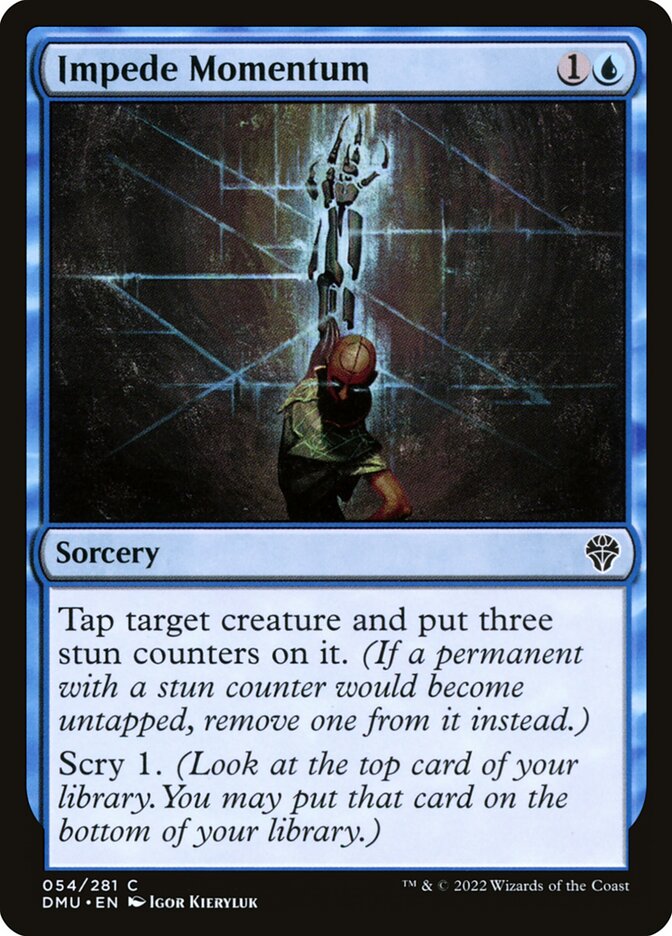 Impede Momentum 1
Sorcery
Tap target creature and put three
stun counters on it. (If a permanent
with a stun counter would become
untapped, remove one from it instead.)
Scry 1. (Look at the top card of your
library. You may put that card on the
bottom of your library.)
054/281 C
DMU • EN Igor Kieryluk
™ & © 2022 Wizards of the Coast